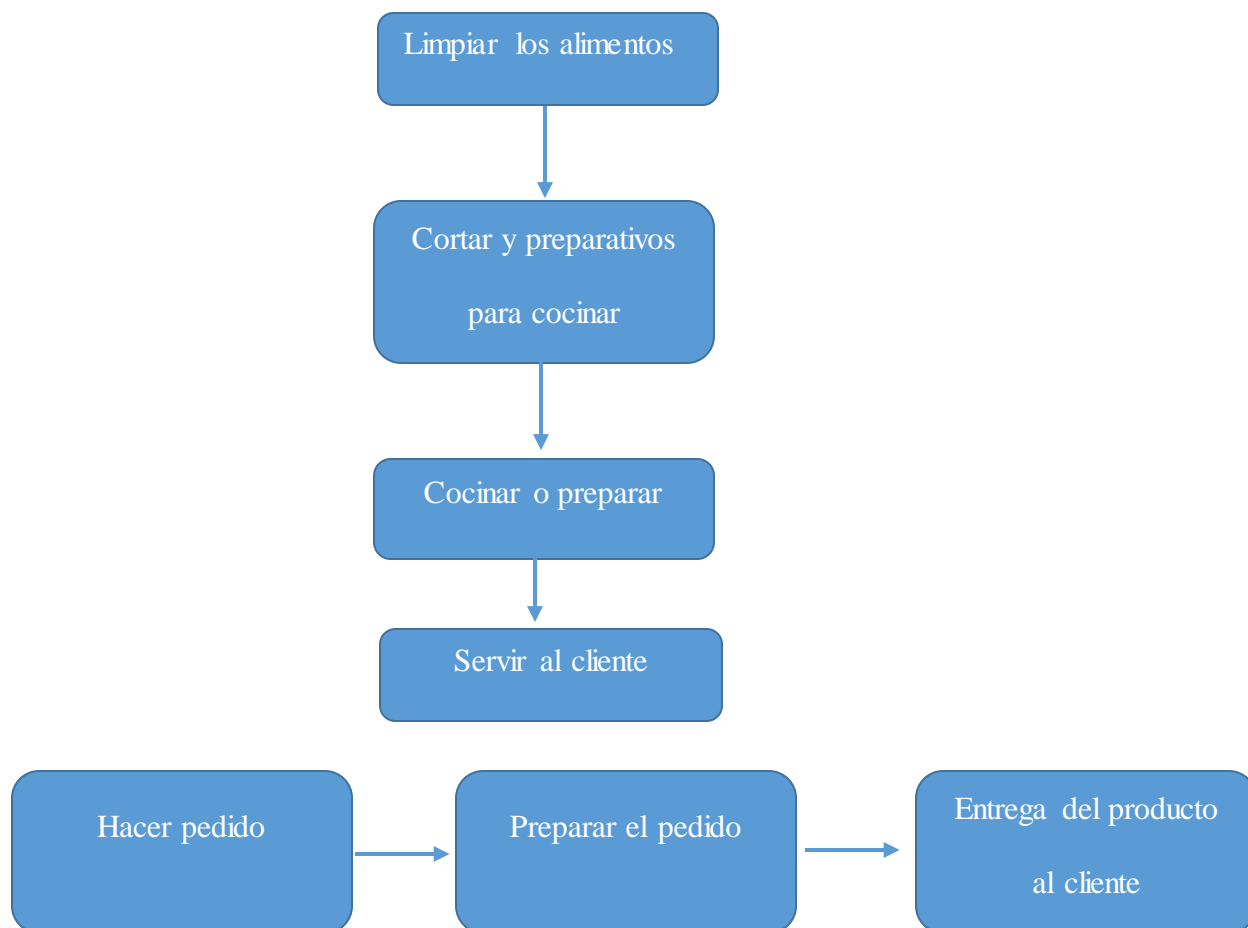 Limpiar los alimentos
Cortar y preparativos
para cocinar
Cocinar o preparar
Servir al cliente
Hacer pedido
Preparar el pedido
Entrega del producto
al cliente